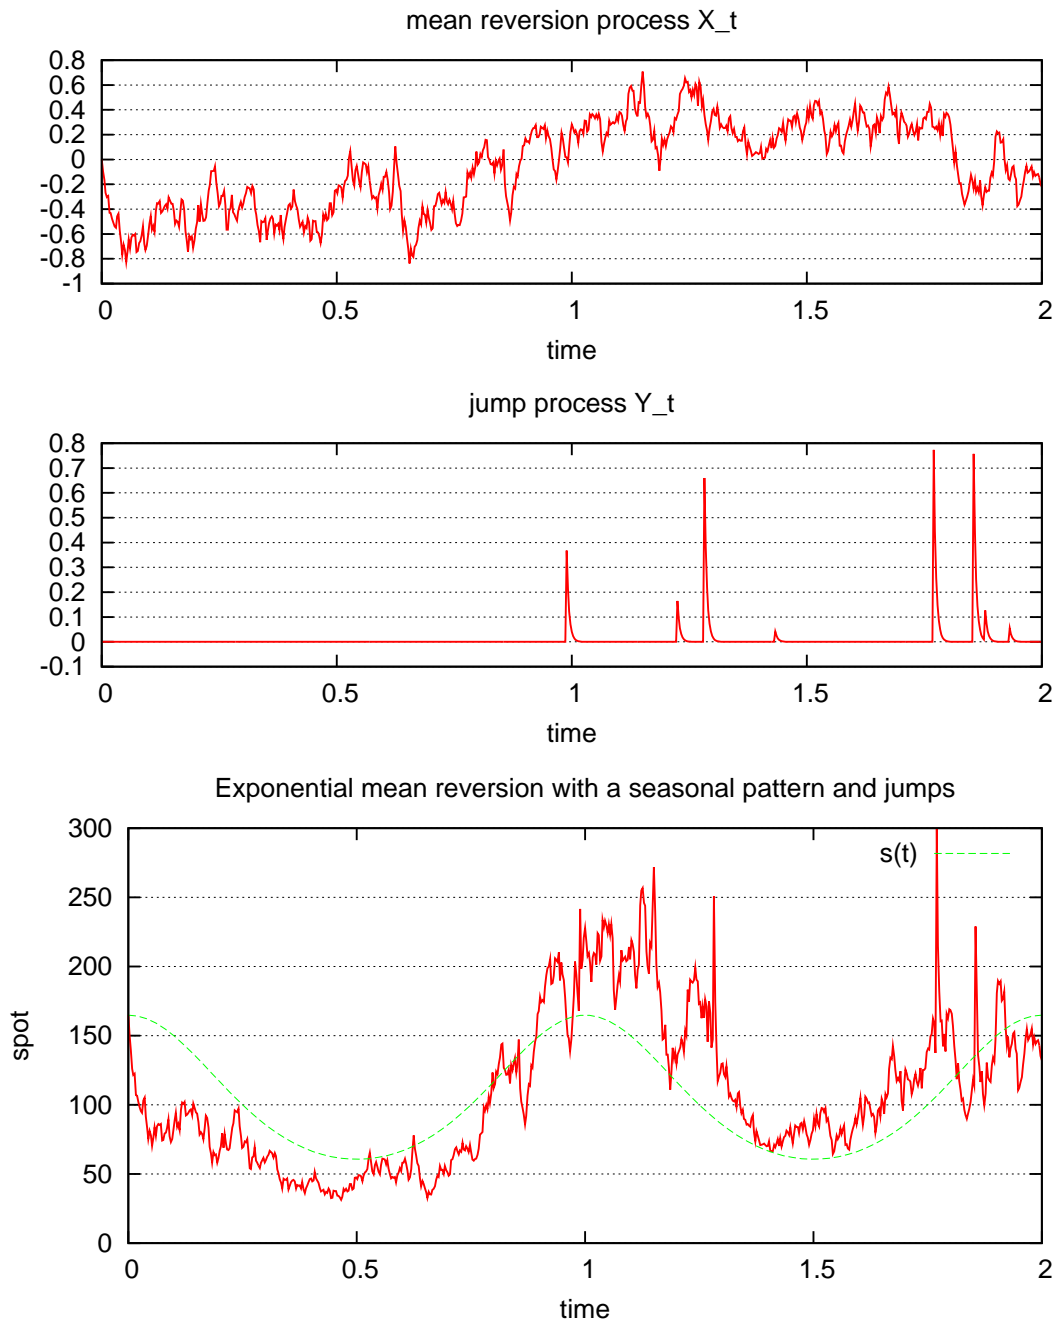 mean reversion process X_t
0.8
0.6
0.4
0.2
0
-0.2
-0.4
-0.6
-0.8
-1
0 0.5 1 1.5 2
time
jump process Y_t
0.8
0.7
0.6
0.5
0.4
0.3
0.2
0.1
0
-0.1
0 0.5 1 1.5 2
time
Exponential mean reversion with a seasonal pattern and jumps
300
s(t)
250
200
150
100
50
0
spot
0 0.5 1 1.5 2
time